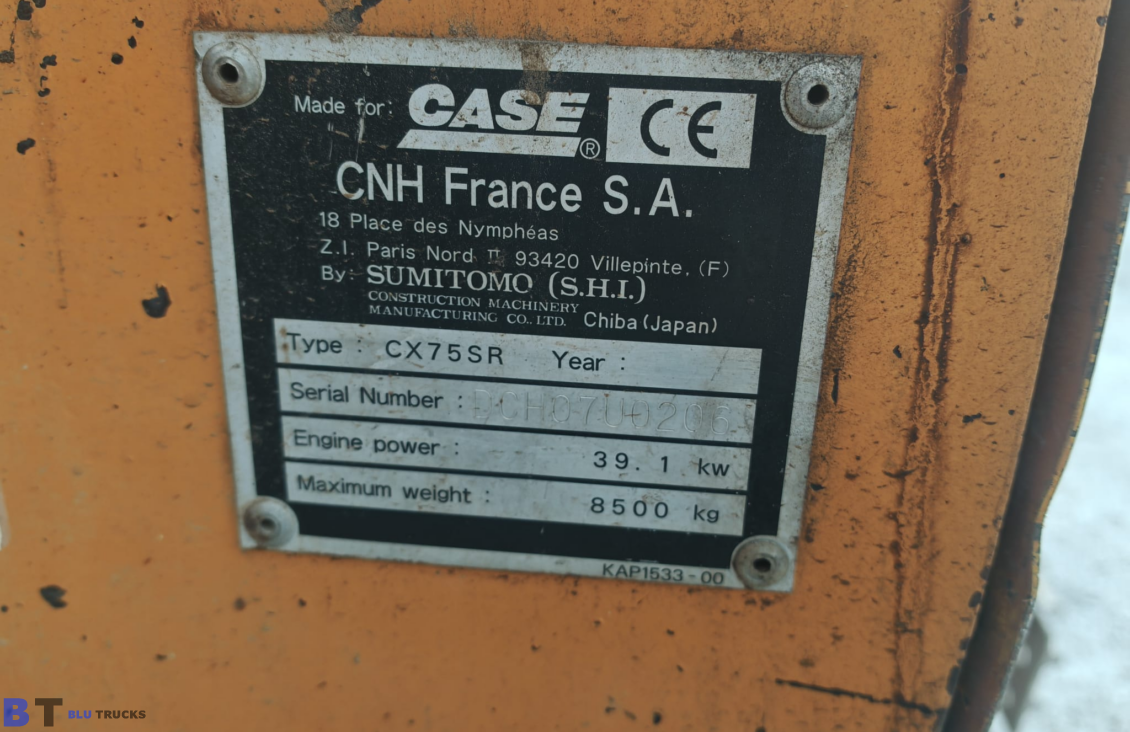 Made for: CASE ® CE
CNH France S.A.
18 Place des Nymphéas
Z.I. Paris Nord II 93420 Villepinte. (F)
By: SUMITOMO (S.H.I.)
CONSTRUCTION MACHINERY
MANUFACTURING CO., LTD. Chiba (Japan)
Type : CX75SR Year :
Serial Number : DCH07U0206
Engine power : 39.1 kw
Maximum weight : 8500 kg
KAP1533-00
BT BLU TRUCKS